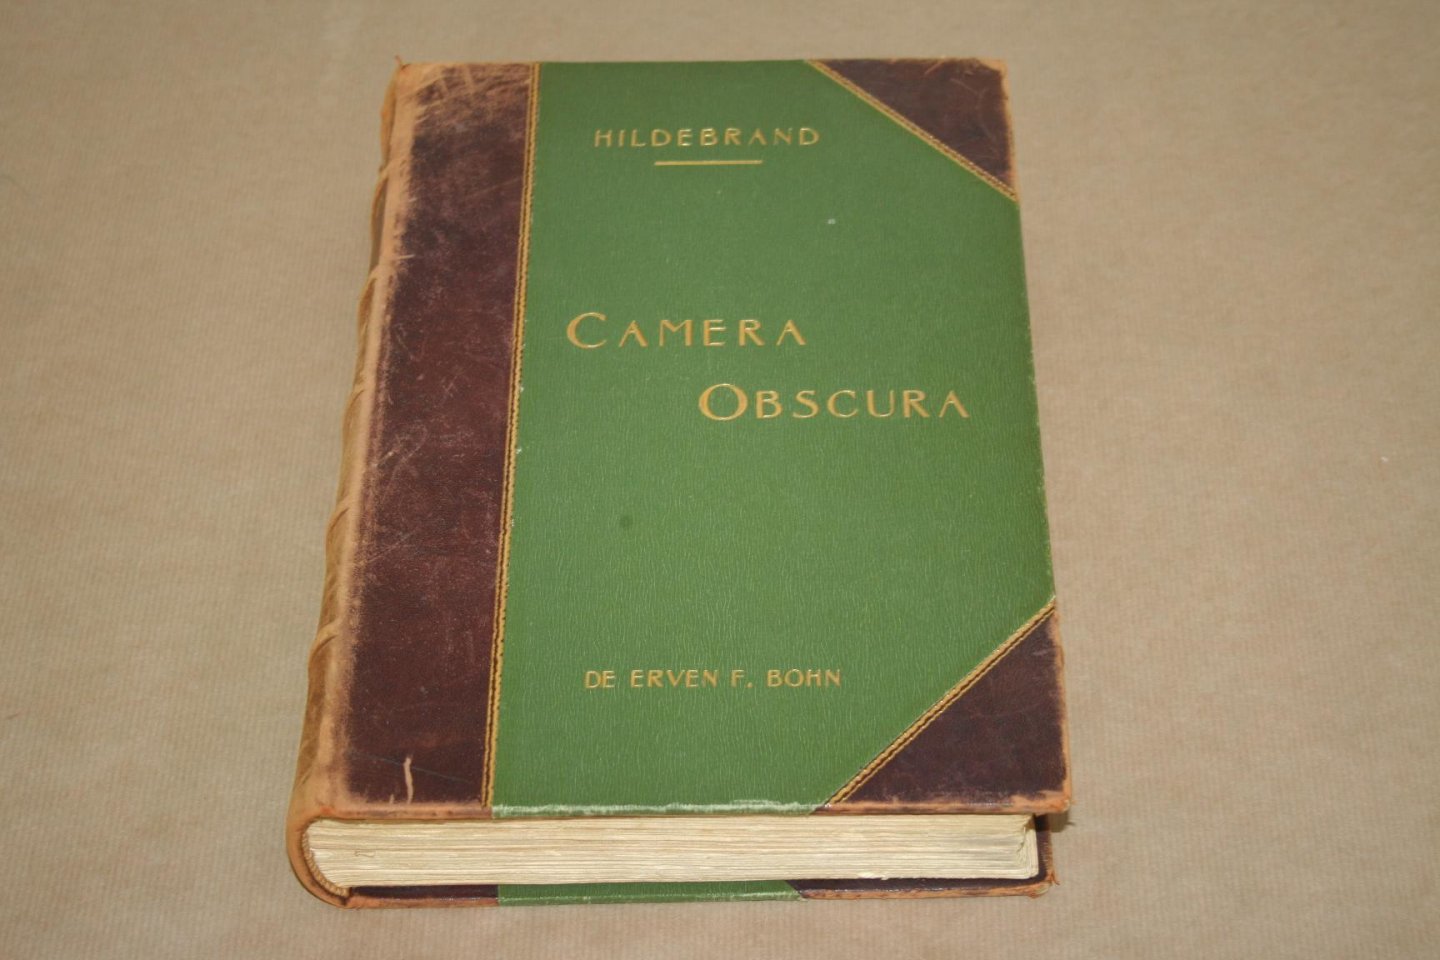 HILDEBRAND
CAMERA
OBSCURA
DE ERVEN F. BOHN